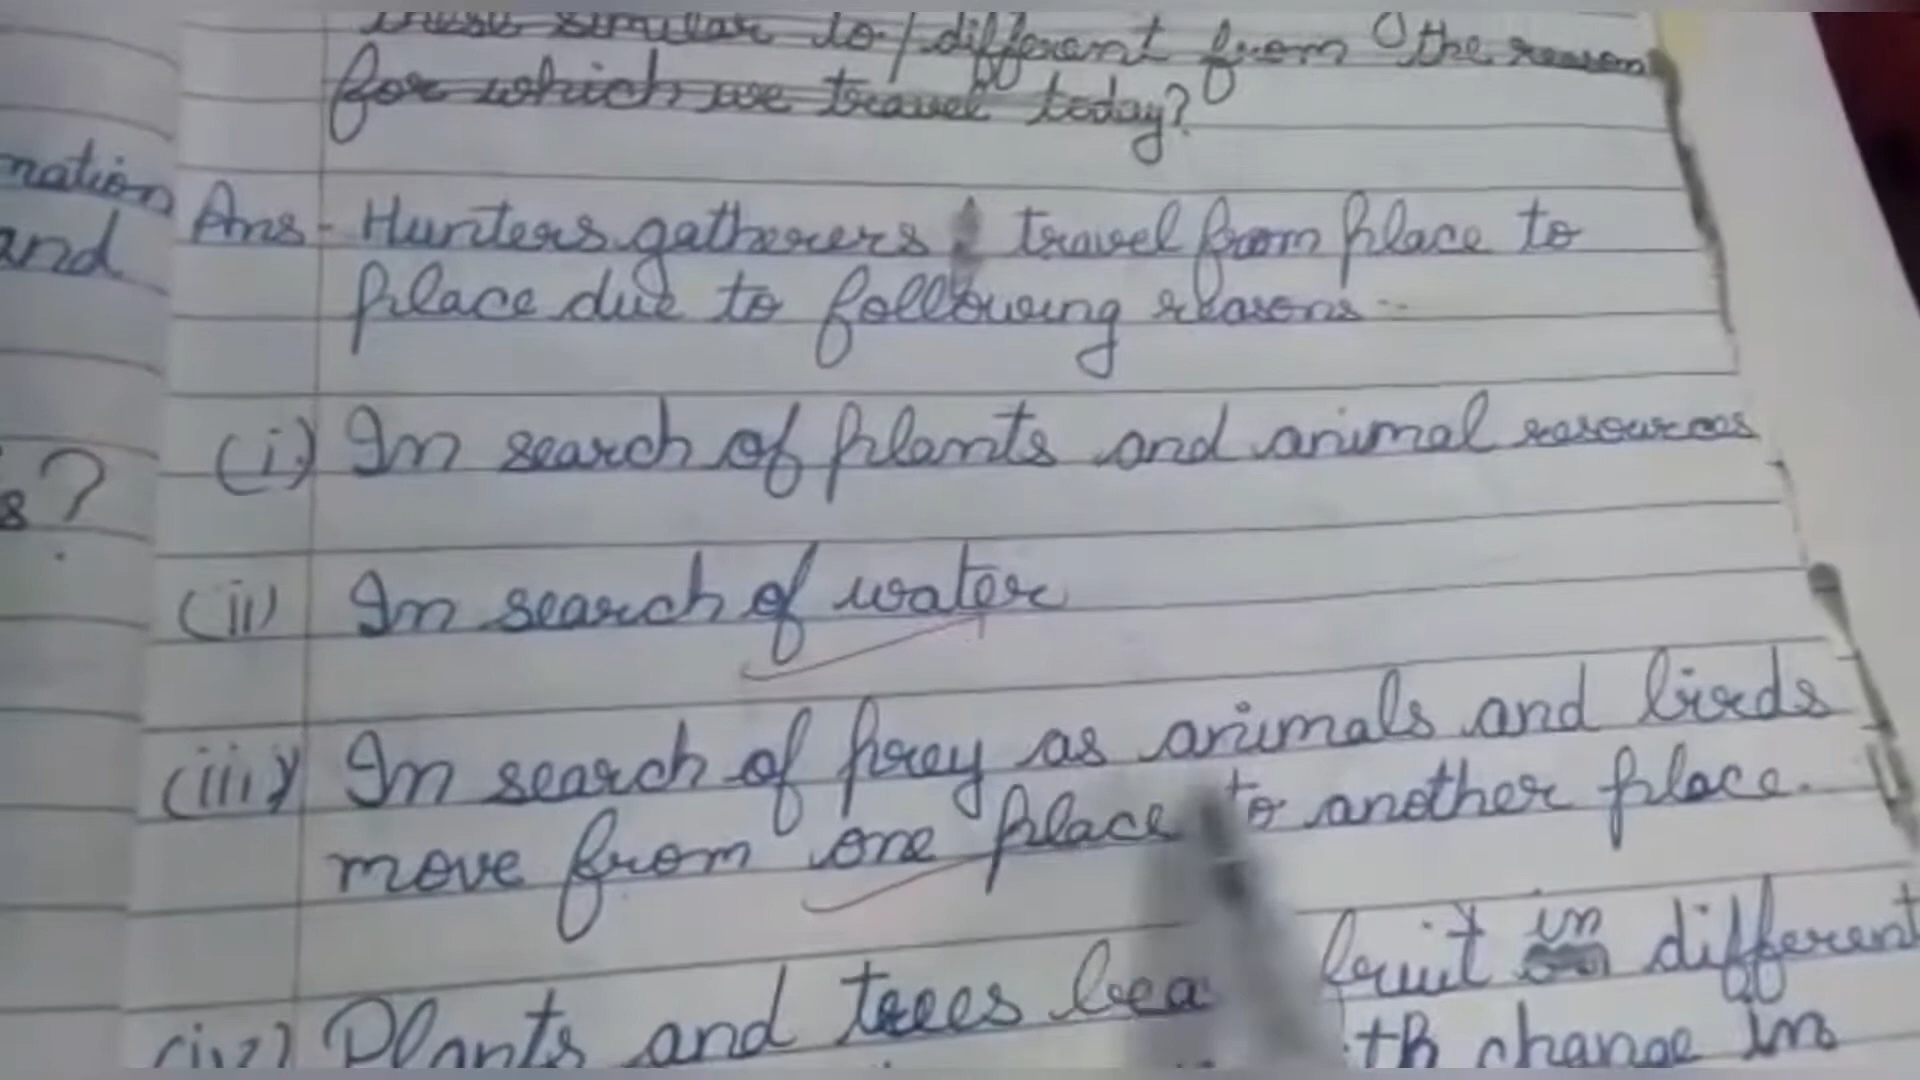 these similar to / different from the reason
for which we travel today?
nation
Ans - Hunters gatherers travel from place to
and
place due to following reasons :-
(i) In search of plants and animal resources
s?
(ii) In search of water
(iii) In search of prey as animals and birds
move from one place to another place.
(iv) Plants and trees bea fruit in different
th change in